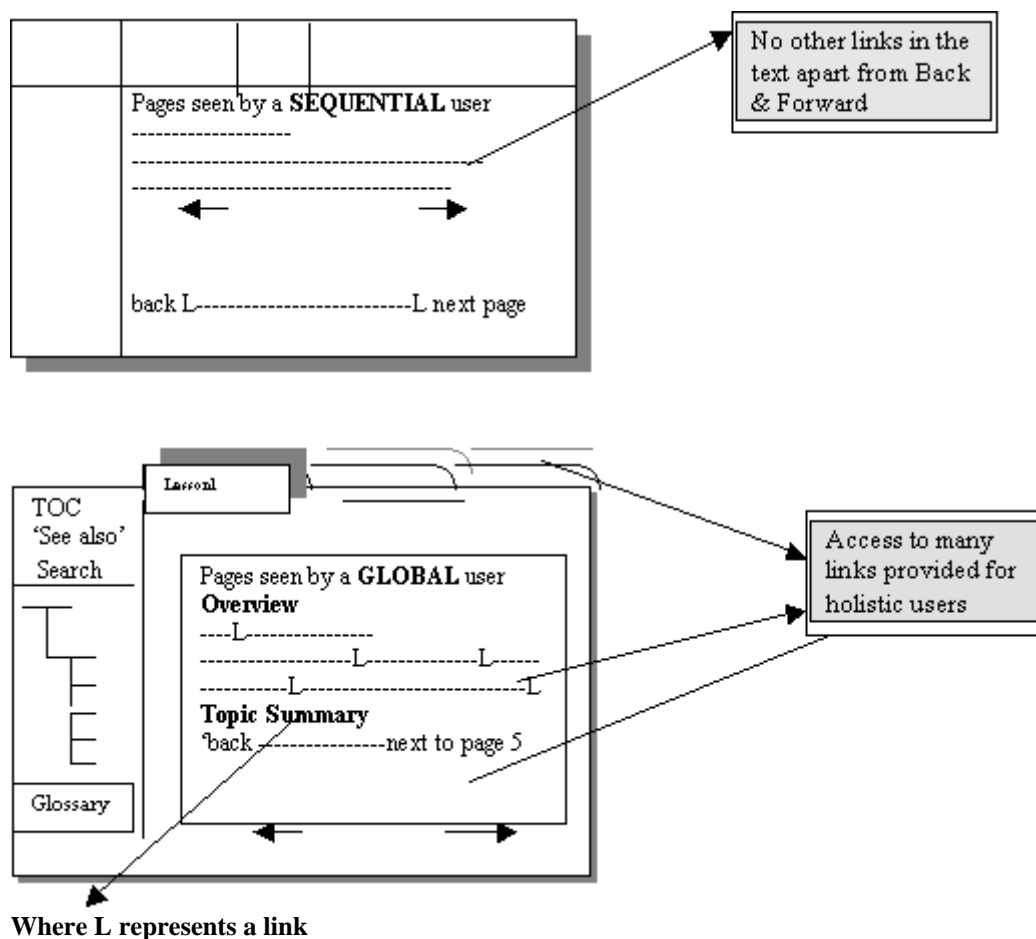 No other links in the
text apart from Back
& Forward
Pages seen by a SEQUENTIAL user
back L---------------------------L next page
Lesson1
TOC
‘See also’
Search
Glossary
Pages seen by a GLOBAL user
Overview
----L----------------
-------------------L--------------L------
-----------L----------------------------L
Topic Summary
‘back ----------------next to page 5
Access to many
links provided for
holistic users
Where L represents a link